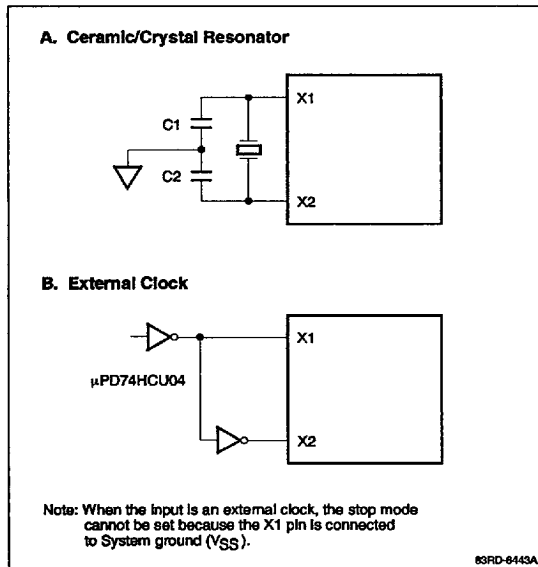 A. Ceramic/Crystal Resonator
X1
C1
C2
X2
B. External Clock
X1
μPD74HCU04
X2
Note: When the input is an external clock, the stop mode
cannot be set because the X1 pin is connected
to System ground (VSS).
83RD-6443A